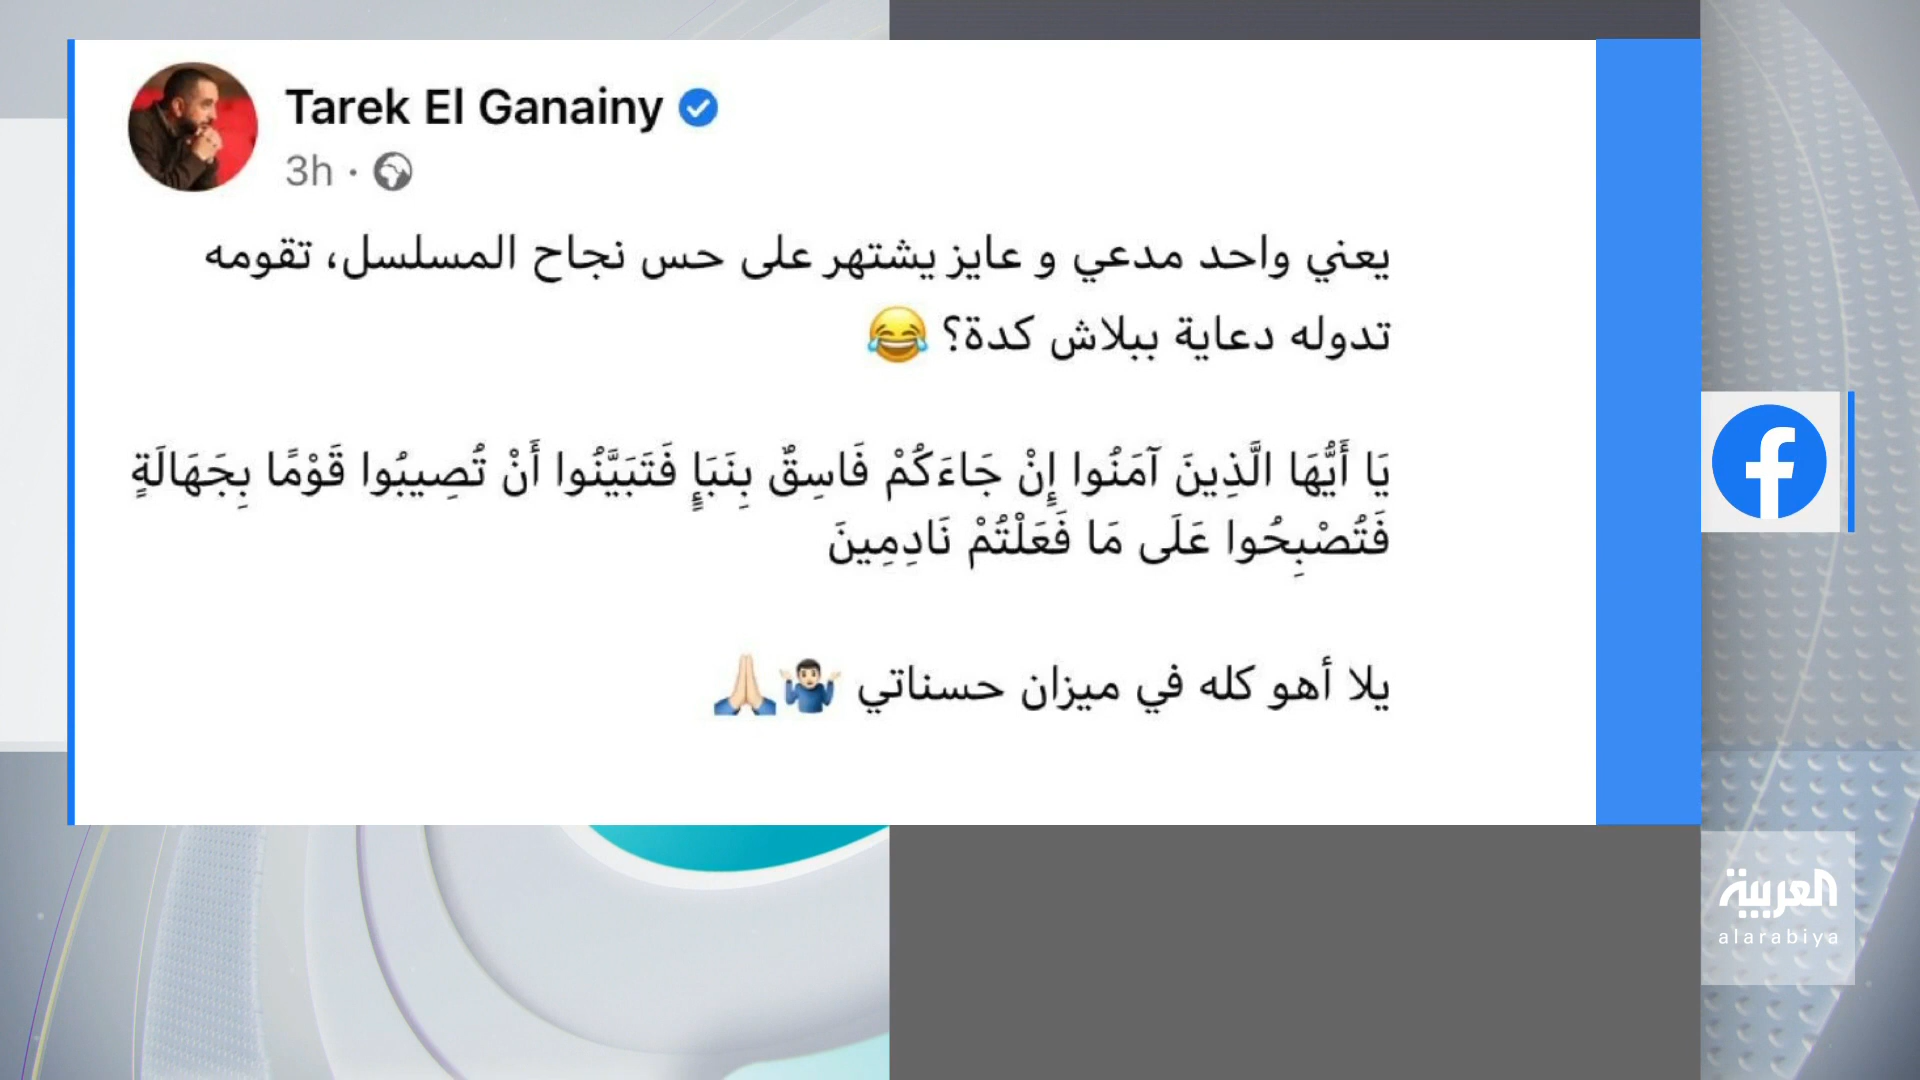 Tarek El Ganainy
3h ·
يعني واحد مدعي و عايز يشتهر على حس نجاح المسلسل، تقومه
تدوله دعاية ببلاش كدة؟ 😂
يَا أَيُّهَا الَّذِينَ آمَنُوا إِنْ جَاءَكُمْ فَاسِقٌ بِنَبَإٍ فَتَبَيَّنُوا أَنْ تُصِيبُوا قَوْمًا بِجَهَالَةٍ
فَتُصْبِحُوا عَلَى مَا فَعَلْتُمْ نَادِمِينَ
يلا أهو كله في ميزان حسناتي 🤷🏻‍♂️🙏🏻
العربية
alarabiya